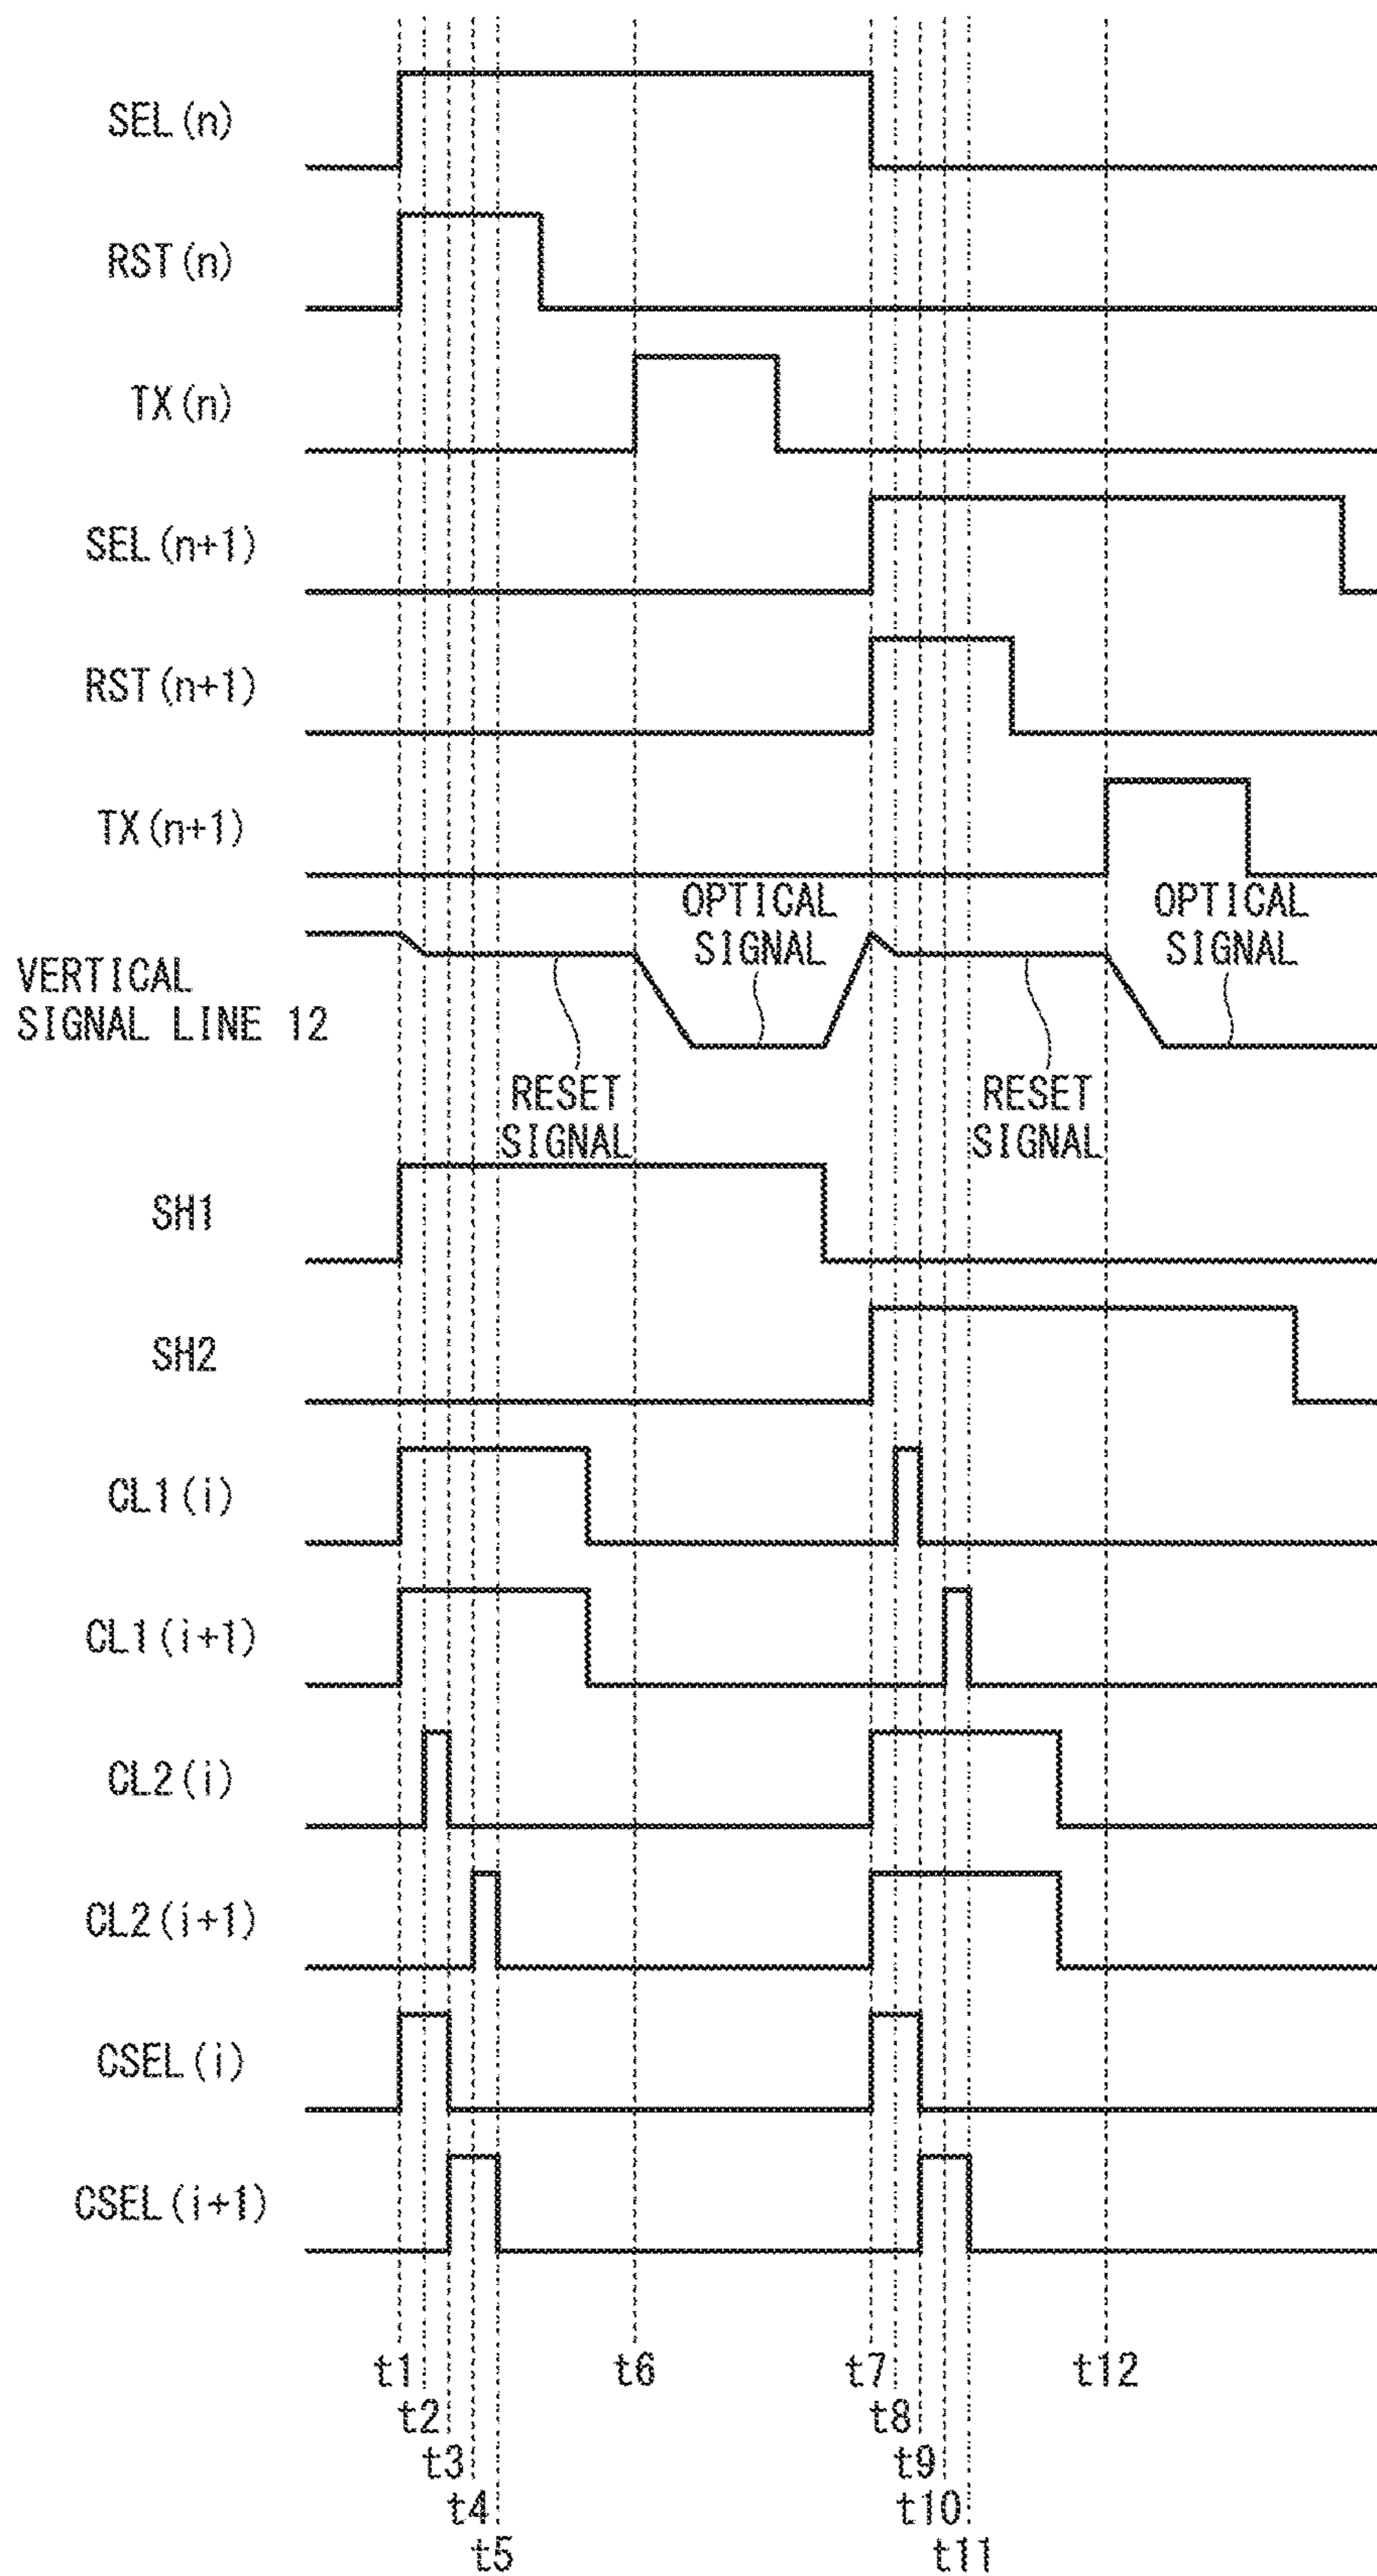 SEL(n)
RST(n)
TX(n)
SEL(n+1)
RST(n+1)
TX(n+1)
OPTICAL
SIGNAL
OPTICAL
SIGNAL
VERTICAL
SIGNAL LINE 12
RESET
SIGNAL
RESET
SIGNAL
SH1
SH2
CL1(i)
CL1(i+1)
CL2(i)
CL2(i+1)
CSEL(i)
CSEL(i+1)
t1
t6
t7
t12
t2
t8
t3
t9
t4
t10
t5
t11